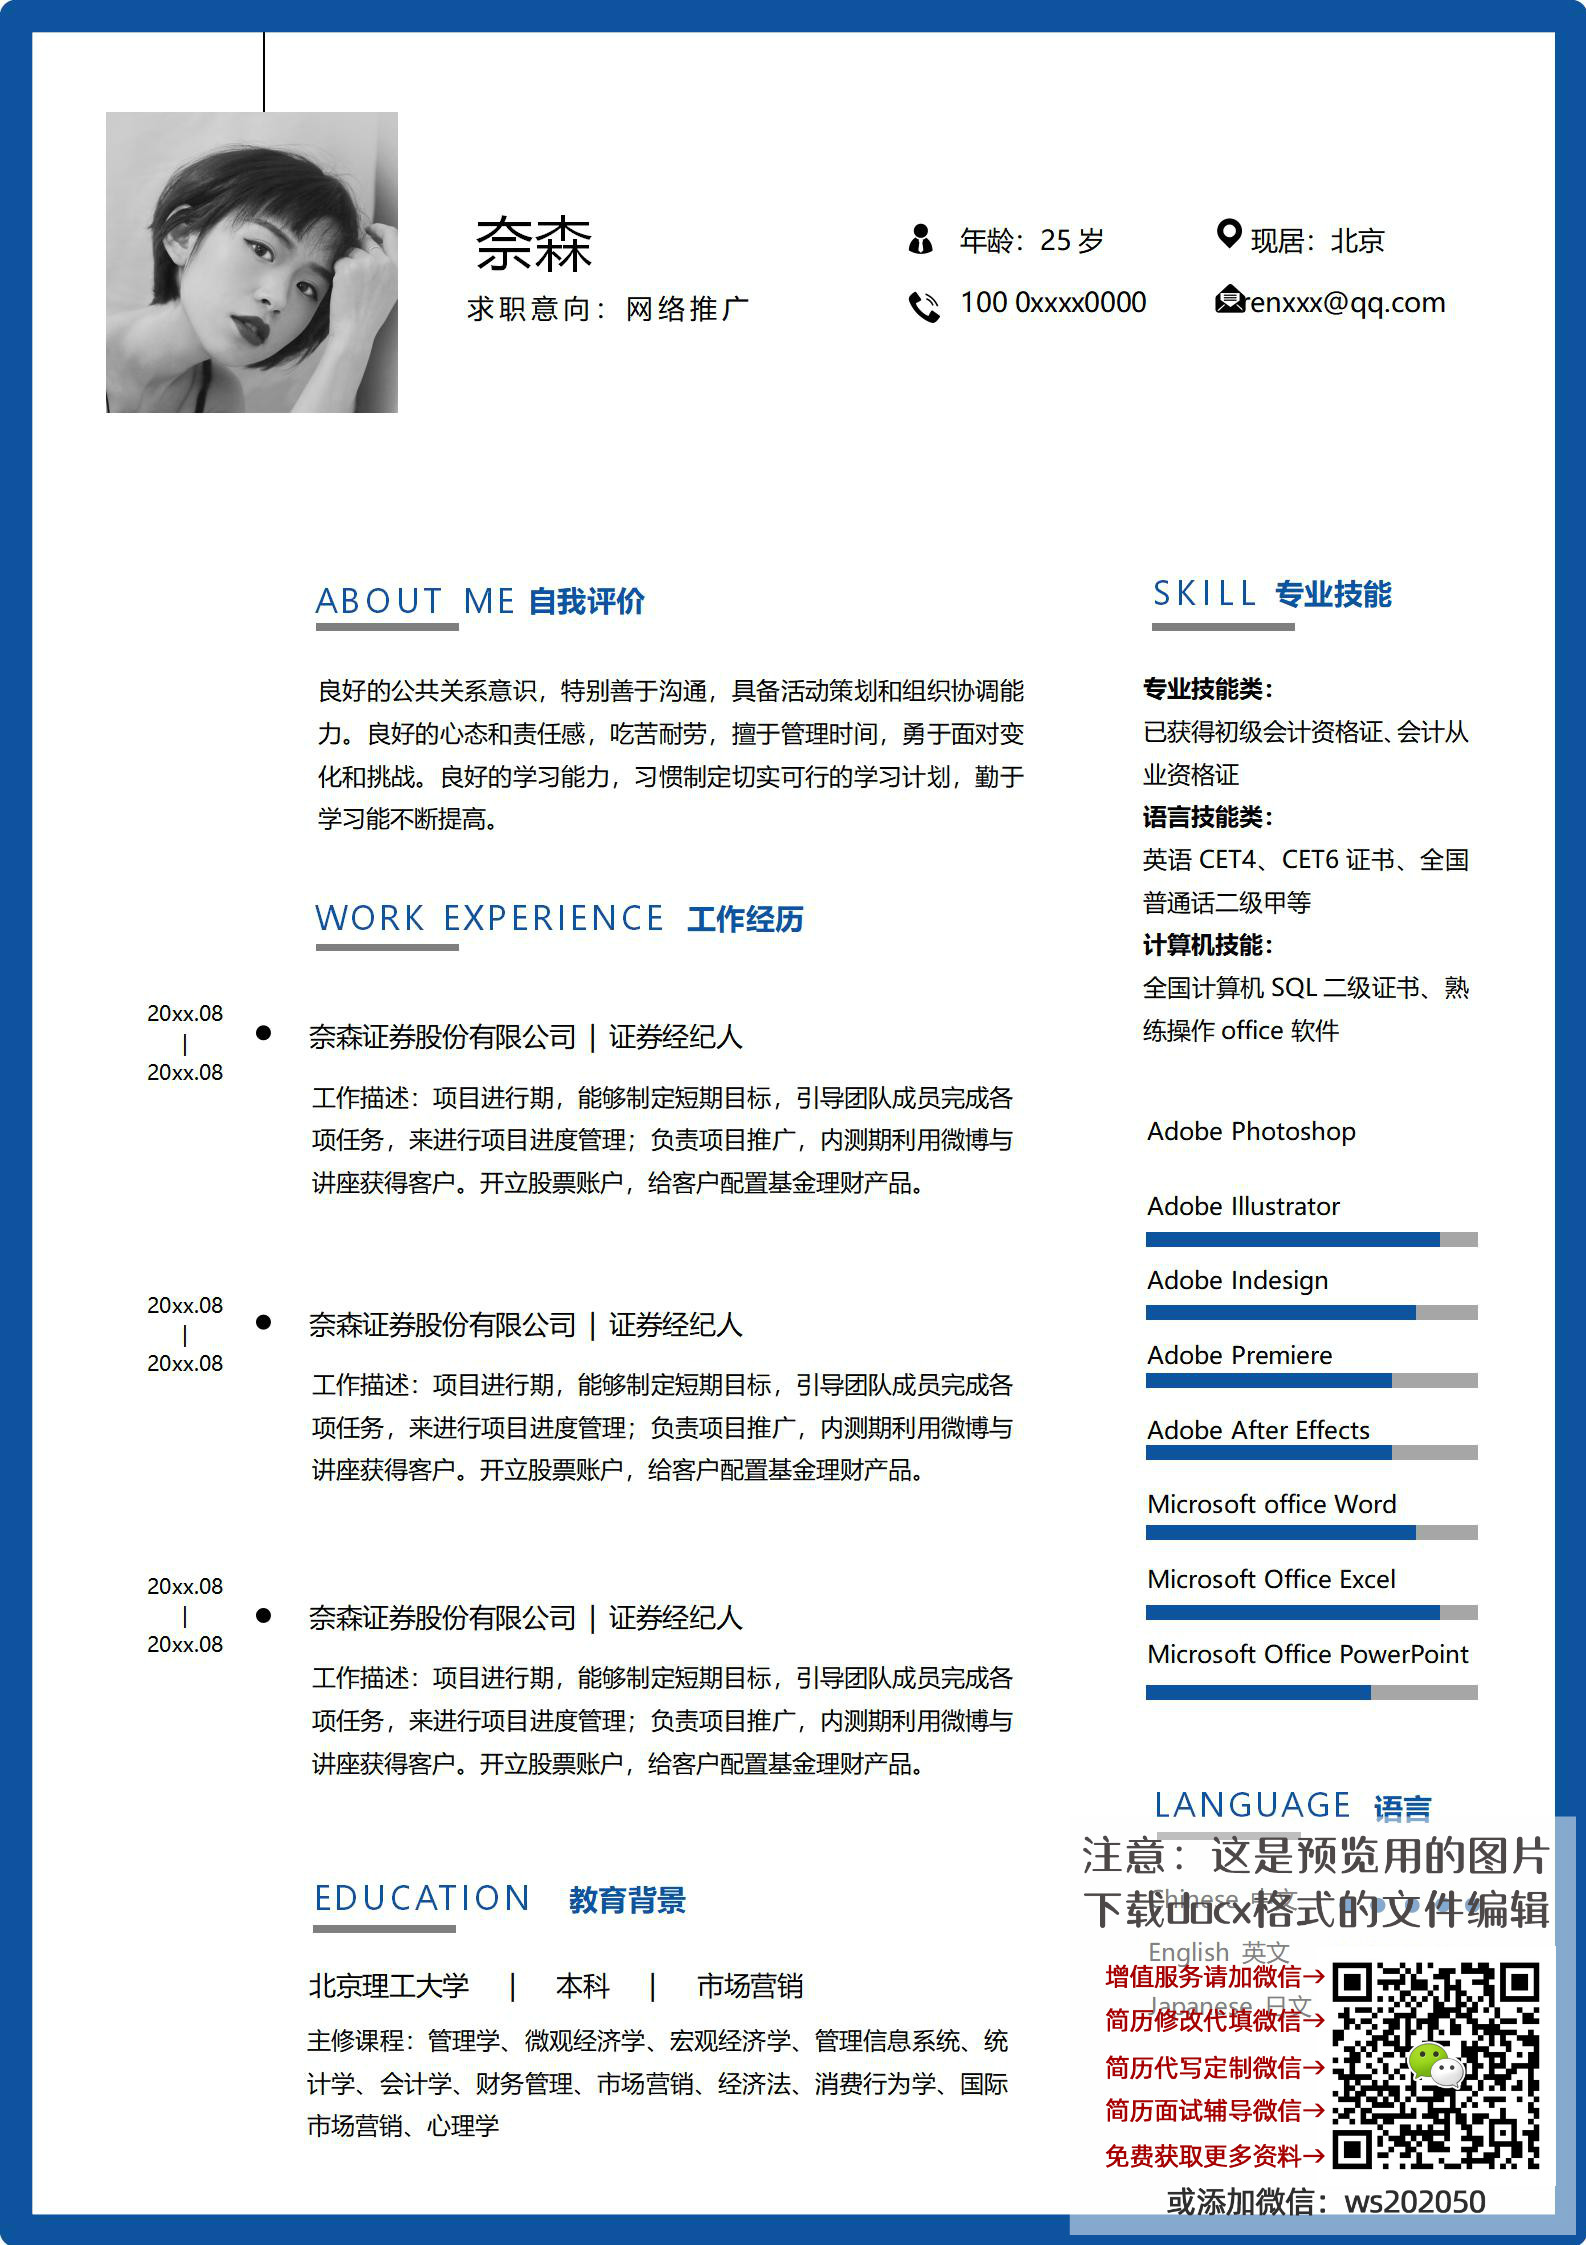 奈森
求职意向：网络推广
年龄：25 岁
现居：北京
100 0xxxx0000
renxxx@qq.com
ABOUT ME 自我评价
良好的公共关系意识，特别善于沟通，具备活动策划和组织协调能
力。良好的心态和责任感，吃苦耐劳，擅于管理时间，勇于面对变
化和挑战。良好的学习能力，习惯制定切实可行的学习计划，勤于
学习能不断提高。
WORK EXPERIENCE 工作经历
20xx.08
|
20xx.08
奈森证券股份有限公司 | 证券经纪人
工作描述：项目进行期，能够制定短期目标，引导团队成员完成各
项任务，来进行项目进度管理；负责项目推广，内测期利用微博与
讲座获得客户。开立股票账户，给客户配置基金理财产品。
20xx.08
|
20xx.08
奈森证券股份有限公司 | 证券经纪人
工作描述：项目进行期，能够制定短期目标，引导团队成员完成各
项任务，来进行项目进度管理；负责项目推广，内测期利用微博与
讲座获得客户。开立股票账户，给客户配置基金理财产品。
20xx.08
|
20xx.08
奈森证券股份有限公司 | 证券经纪人
工作描述：项目进行期，能够制定短期目标，引导团队成员完成各
项任务，来进行项目进度管理；负责项目推广，内测期利用微博与
讲座获得客户。开立股票账户，给客户配置基金理财产品。
EDUCATION 教育背景
北京理工大学 | 本科 | 市场营销
主修课程：管理学、微观经济学、宏观经济学、管理信息系统、统
计学、会计学、财务管理、市场营销、经济法、消费行为学、国际
市场营销、心理学
SKILL 专业技能
专业技能类：
已获得初级会计资格证、会计从
业资格证
语言技能类：
英语 CET4、CET6 证书、全国
普通话二级甲等
计算机技能：
全国计算机 SQL 二级证书、熟
练操作 office 软件
Adobe Photoshop
Adobe Illustrator
Adobe Indesign
Adobe Premiere
Adobe After Effects
Microsoft office Word
Microsoft Office Excel
Microsoft Office PowerPoint
LANGUAGE 语言
注意：这是预览用的图片
Chinese 中文
下载docx格式的文件编辑
English 英文
增值服务请加微信→
Japanese 日文
简历修改代填微信→
简历代写定制微信→
简历面试辅导微信→
免费获取更多资料→
或添加微信：ws202050